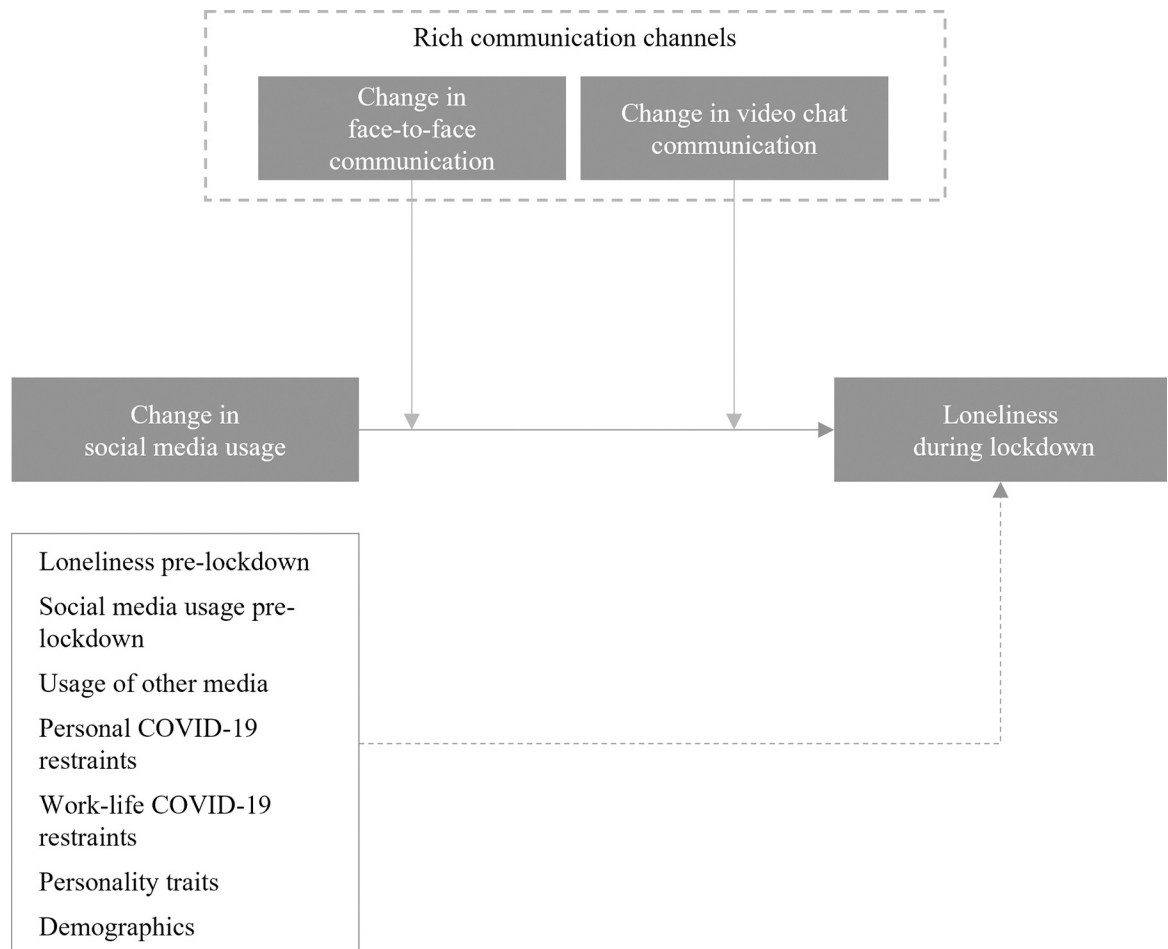 Rich communication channels
Change in
face-to-face
communication
Change in video chat
communication
Change in
social media usage
Loneliness
during lockdown
Loneliness pre-lockdown
Social media usage pre-
lockdown
Usage of other media
Personal COVID-19
restraints
Work-life COVID-19
restraints
Personality traits
Demographics